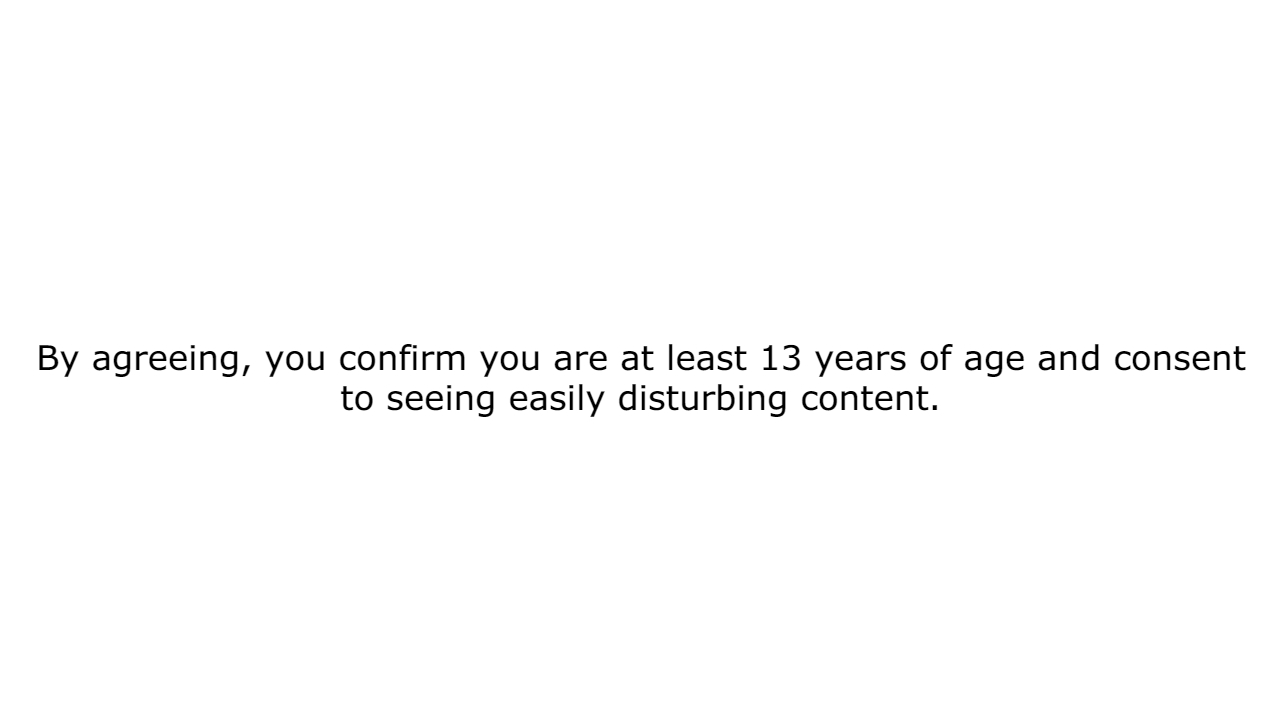 By agreeing, you confirm you are at least 13 years of age and consent
to seeing easily disturbing content.